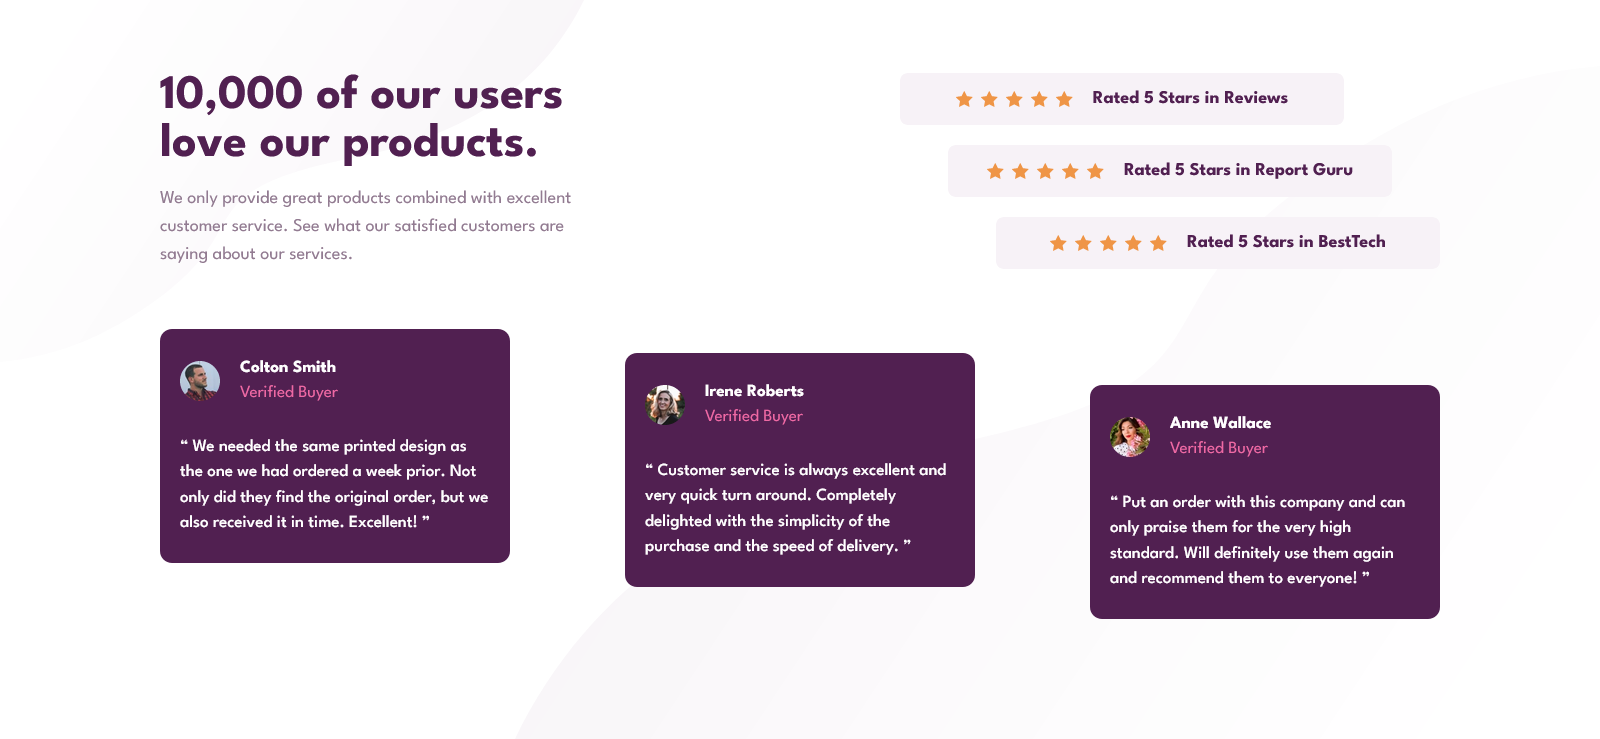 10,000 of our users
love our products.
We only provide great products combined with excellent
customer service. See what our satisfied customers are
saying about our services.
Rated 5 Stars in Reviews
Rated 5 Stars in Report Guru
Rated 5 Stars in BestTech
Colton Smith
Verified Buyer
“ We needed the same printed design as
the one we had ordered a week prior. Not
only did they find the original order, but we
also received it in time. Excellent! ”
Irene Roberts
Verified Buyer
“ Customer service is always excellent and
very quick turn around. Completely
delighted with the simplicity of the
purchase and the speed of delivery. ”
Anne Wallace
Verified Buyer
“ Put an order with this company and can
only praise them for the very high
standard. Will definitely use them again
and recommend them to everyone! ”